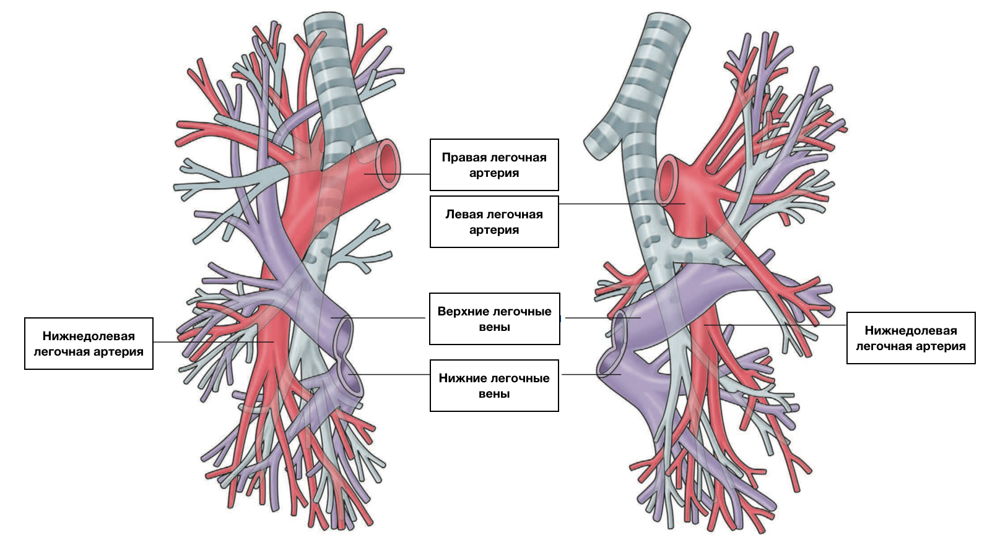 Правая легочная
артерия
Левая легочная
артерия
Верхние легочные
вены
Нижнедолевая
легочная артерия
Нижнедолевая
легочная артерия
Нижние легочные
вены